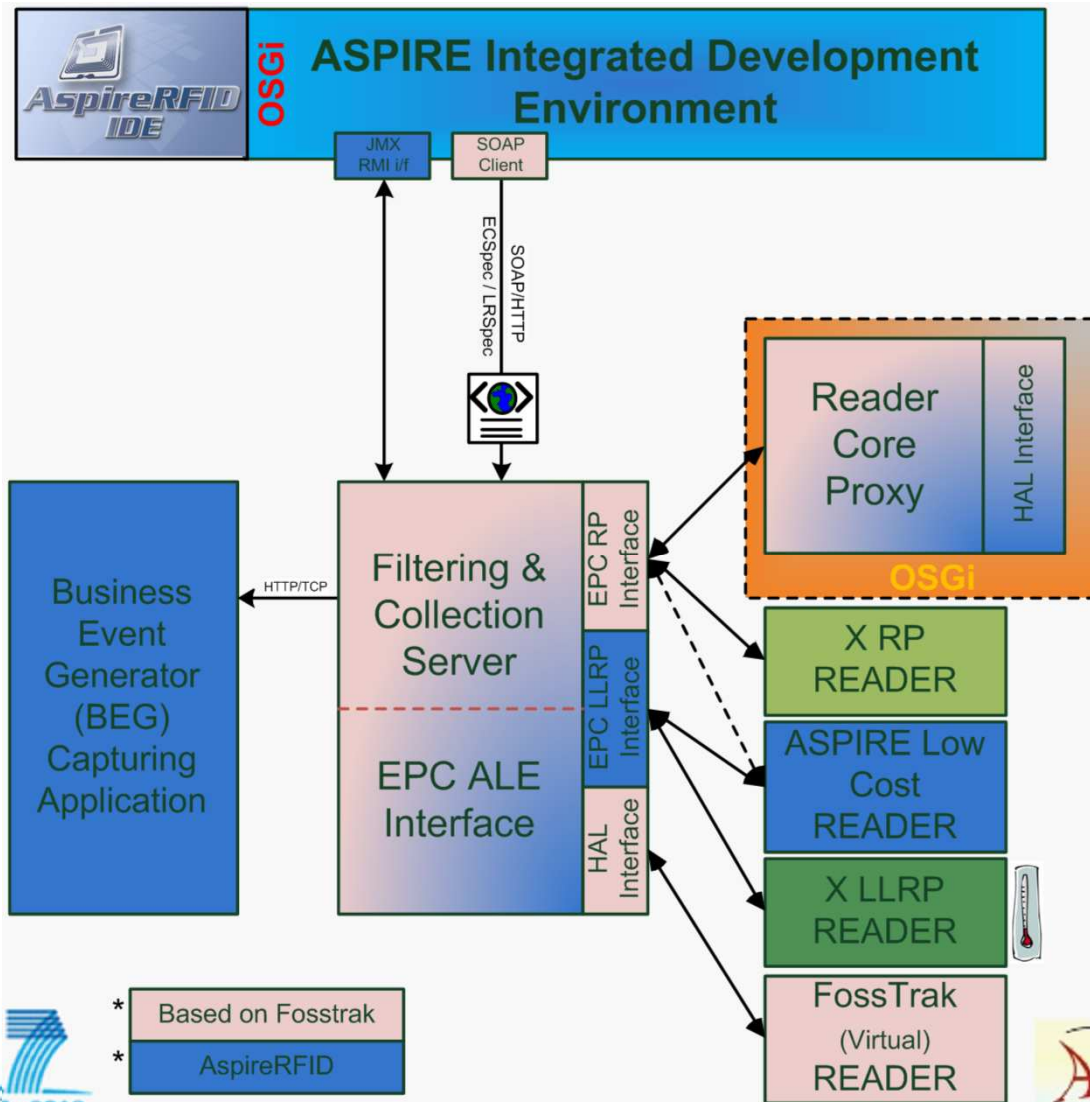 AspireRFID
IDE
OSGi
ASPIRE Integrated Development
Environment
JMX
RMI i/f
SOAP
Client
SOAP/HTTP
ECSpec / LRSpec
Reader
Core
Proxy
HAL Interface
OSGi
Business
Event
Generator
(BEG)
Capturing
Application
HTTP/TCP
Filtering &
Collection
Server
EPC ALE
Interface
EPC RP
Interface
EPC LLRP
Interface
HAL
Interface
X RP
READER
ASPIRE Low
Cost
READER
X LLRP
READER
FossTrak
(Virtual)
READER
* Based on Fosstrak
* AspireRFID